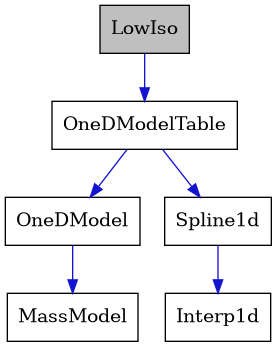 LowIso
OneDModelTable
OneDModel
Spline1d
MassModel
Interp1d